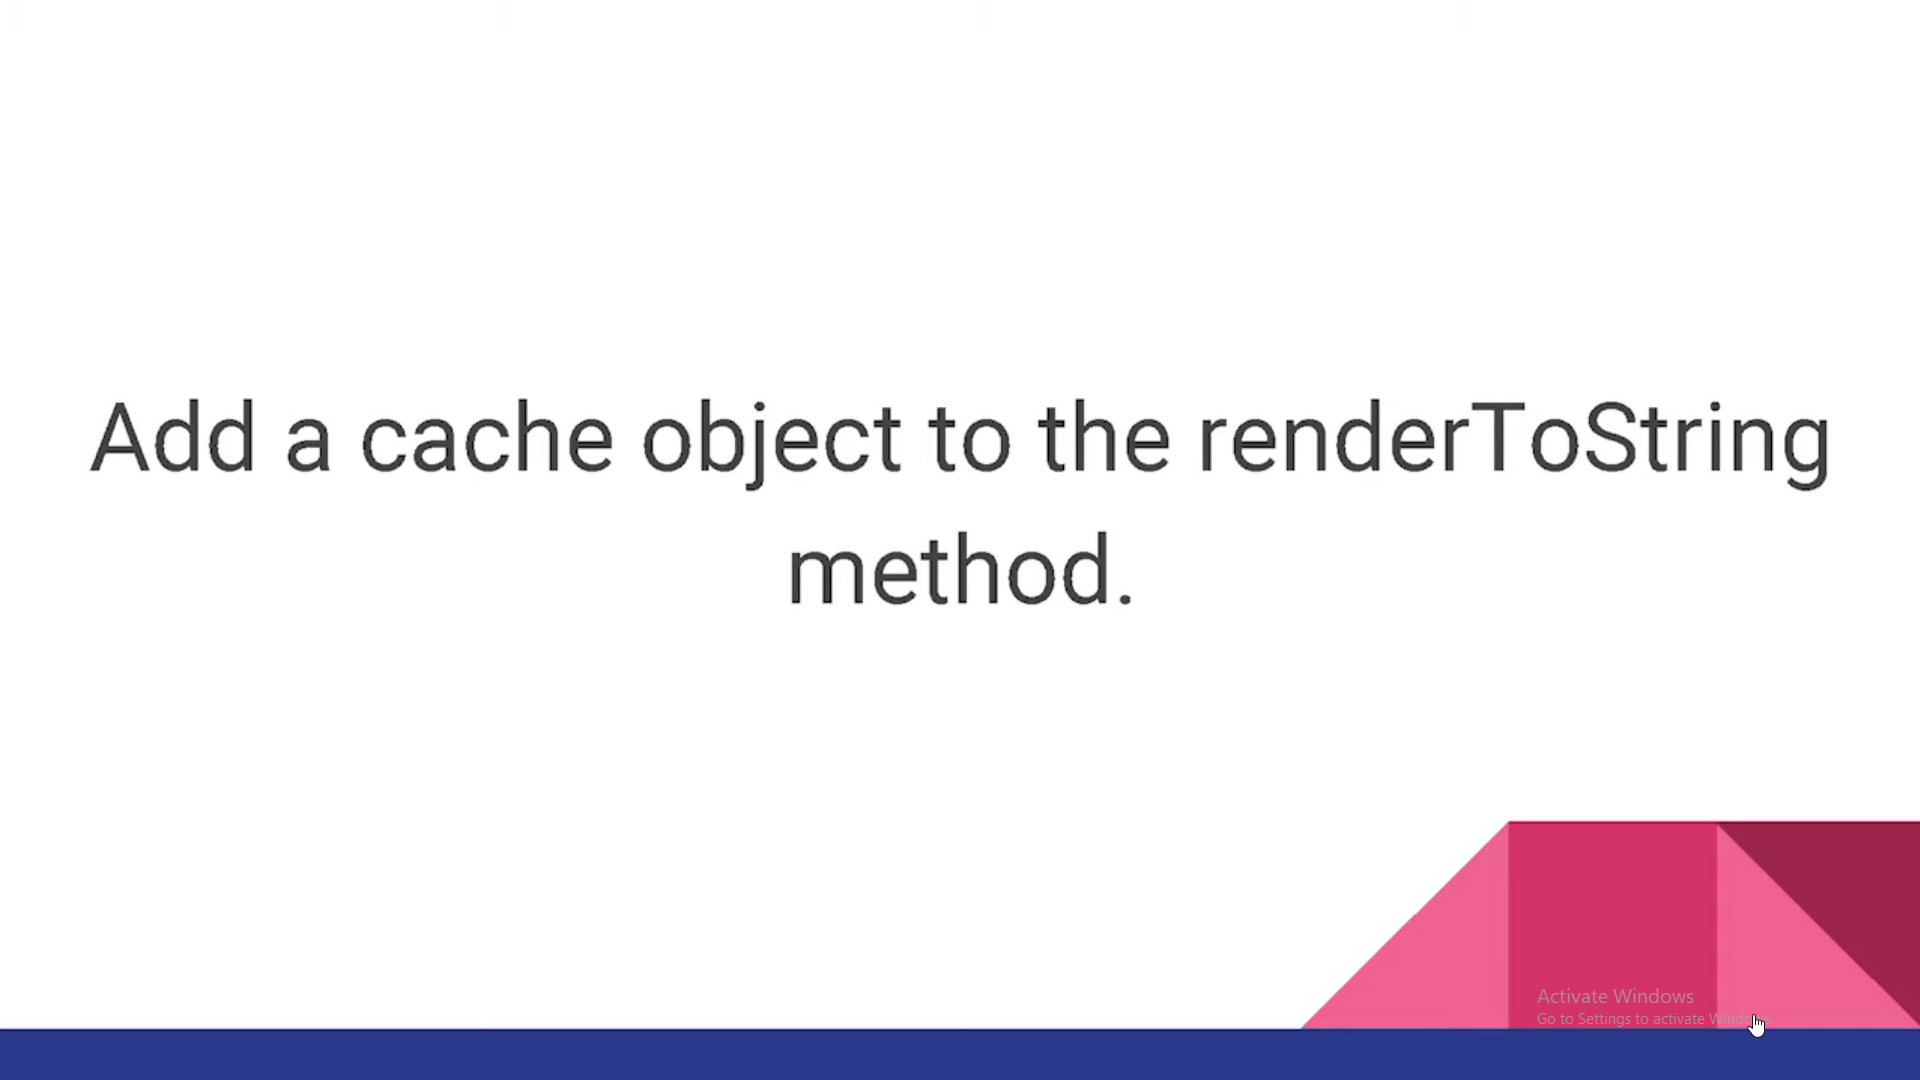 Add a cache object to the renderToString
method.
Activate Windows
Go to Settings to activate Windows